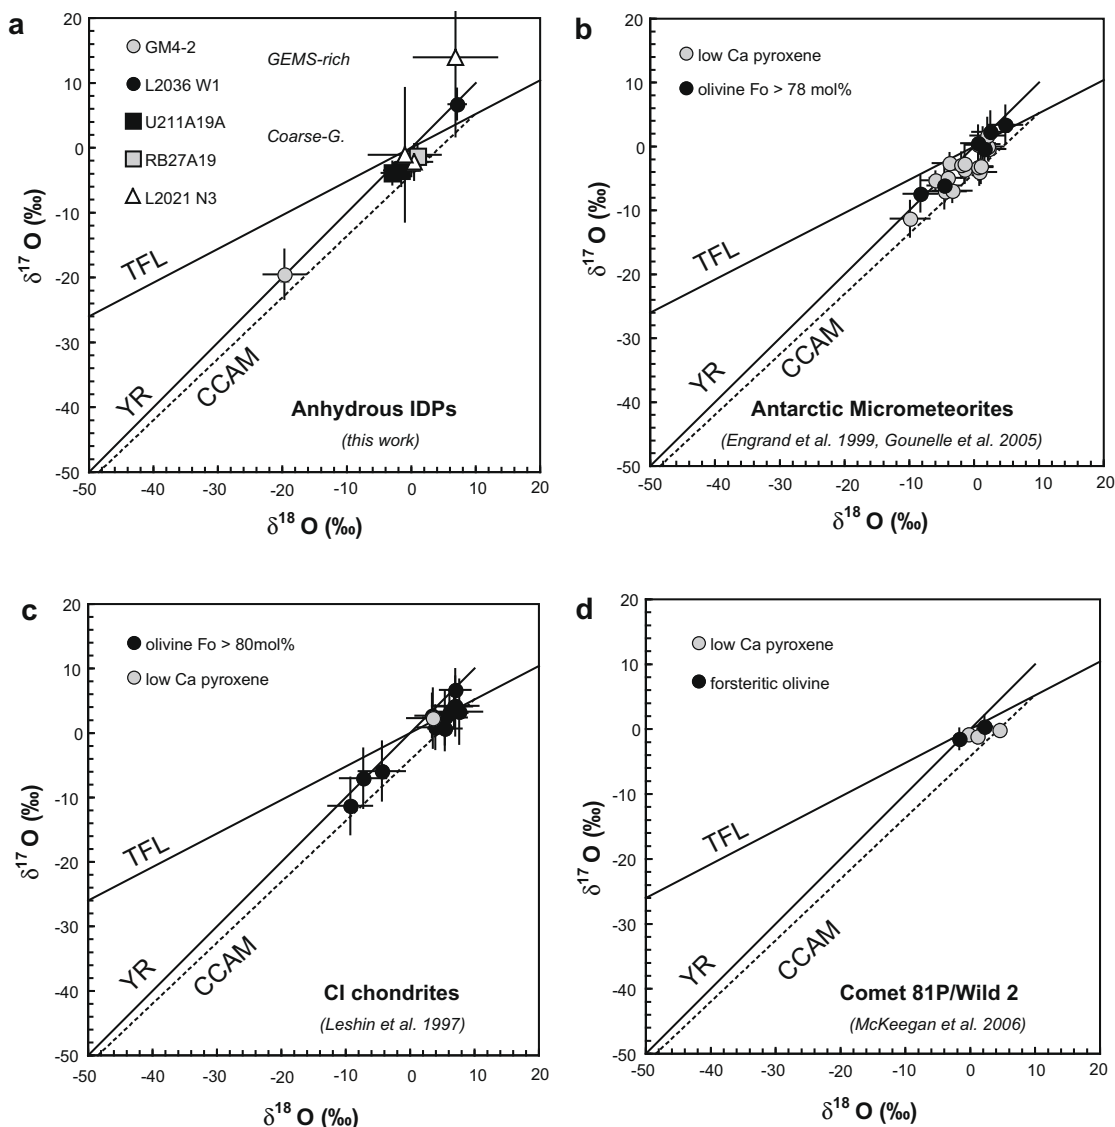 a
GM4-2
L2036 W1
U211A19A
RB27A19
L2021 N3
GEMS-rich
Coarse-G.
TFL
YR
CCAM
Anhydrous IDPs
(this work)
20
10
0
-10
-20
-30
-40
-50
-50 -40 -30 -20 -10 0 10 20
δ17 O (‰)
δ18 O (‰)
b
low Ca pyroxene
olivine Fo > 78 mol%
TFL
YR
CCAM
Antarctic Micrometeorites
(Engrand et al. 1999, Gounelle et al. 2005)
20
10
0
-10
-20
-30
-40
-50
-50 -40 -30 -20 -10 0 10 20
δ17 O (‰)
δ18 O (‰)
c
olivine Fo > 80mol%
low Ca pyroxene
TFL
YR
CCAM
CI chondrites
(Leshin et al. 1997)
20
10
0
-10
-20
-30
-40
-50
-50 -40 -30 -20 -10 0 10 20
δ17 O (‰)
δ18 O (‰)
d
low Ca pyroxene
forsteritic olivine
TFL
YR
CCAM
Comet 81P/Wild 2
(McKeegan et al. 2006)
20
10
0
-10
-20
-30
-40
-50
-50 -40 -30 -20 -10 0 10 20
δ17 O (‰)
δ18 O (‰)